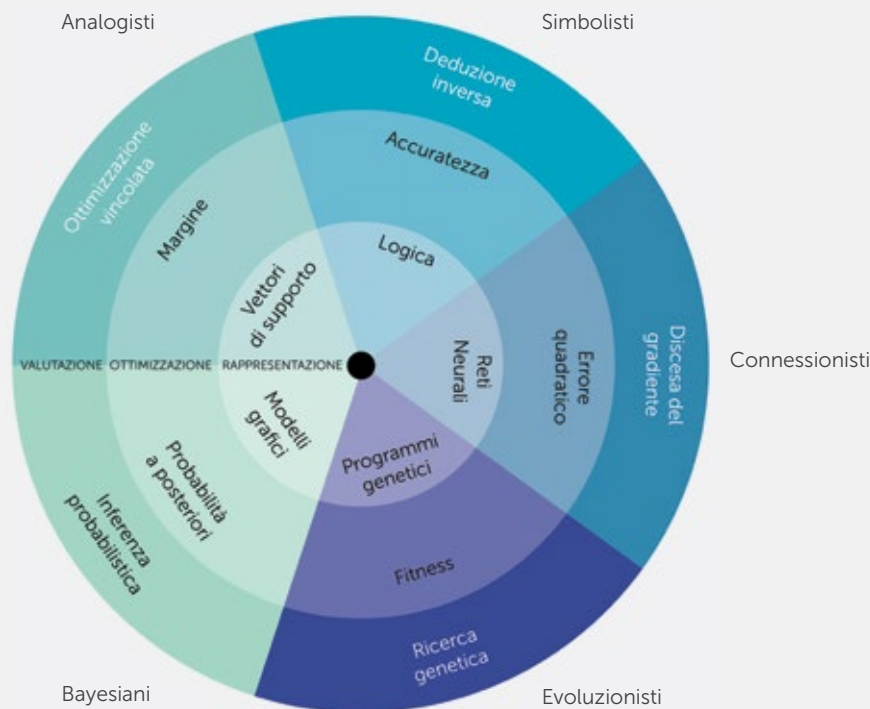 Analogisti
Simbolisti
Deduzione
inversa
Accuratezza
Logica
Ottimizzazione
vincolata
Margine
Vettori
di supporto
VALUTAZIONE
OTTIMIZZAZIONE
RAPPRESENTAZIONE
Reti
Neurali
Errore
quadratico
Discesa del
gradiente
Connessionisti
Modelli
grafici
Probabilità
a posteriori
Inferenza
probabilistica
Programmi
genetici
Fitness
Ricerca
genetica
Bayesiani
Evoluzionisti